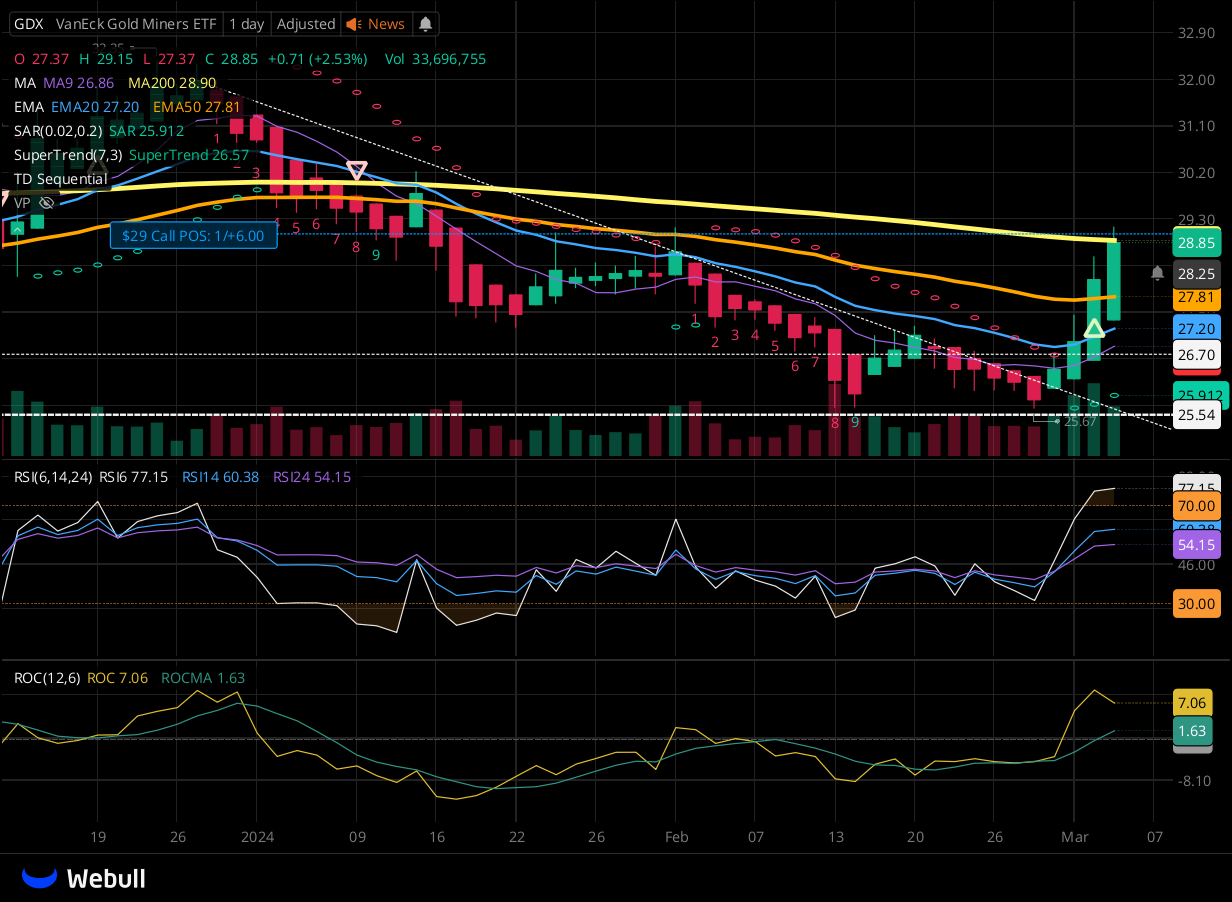 GDX VanEck Gold Miners ETF 1 day Adjusted News
32.90
O 27.37 H 29.15 L 27.37 C 28.85 +0.71 (+2.53%) Vol 33,696,755
32.00
MA MA9 26.86 MA200 28.90
EMA EMA20 27.20 EMA50 27.81
31.10
SAR(0.02,0.2) SAR 25.912
1
SuperTrend(7,3) SuperTrend 26.57
TD Sequential
3
30.20
VP
29.30
5 6 7 8 9
$29 Call POS: 1/+6.00
28.85
28.25
27.81
27.20
1 2 3 4 5 6 7 8 9
26.70
25.912
25.54
25.67
RSI(6,14,24) RSI6 77.15 RSI14 60.38 RSI24 54.15
77.15
70.00
54.15
46.00
30.00
ROC(12,6) ROC 7.06 ROCMA 1.63
7.06
1.63
-8.10
19 26 2024 09 16 22 26 Feb 07 13 20 26 Mar 07
Webull